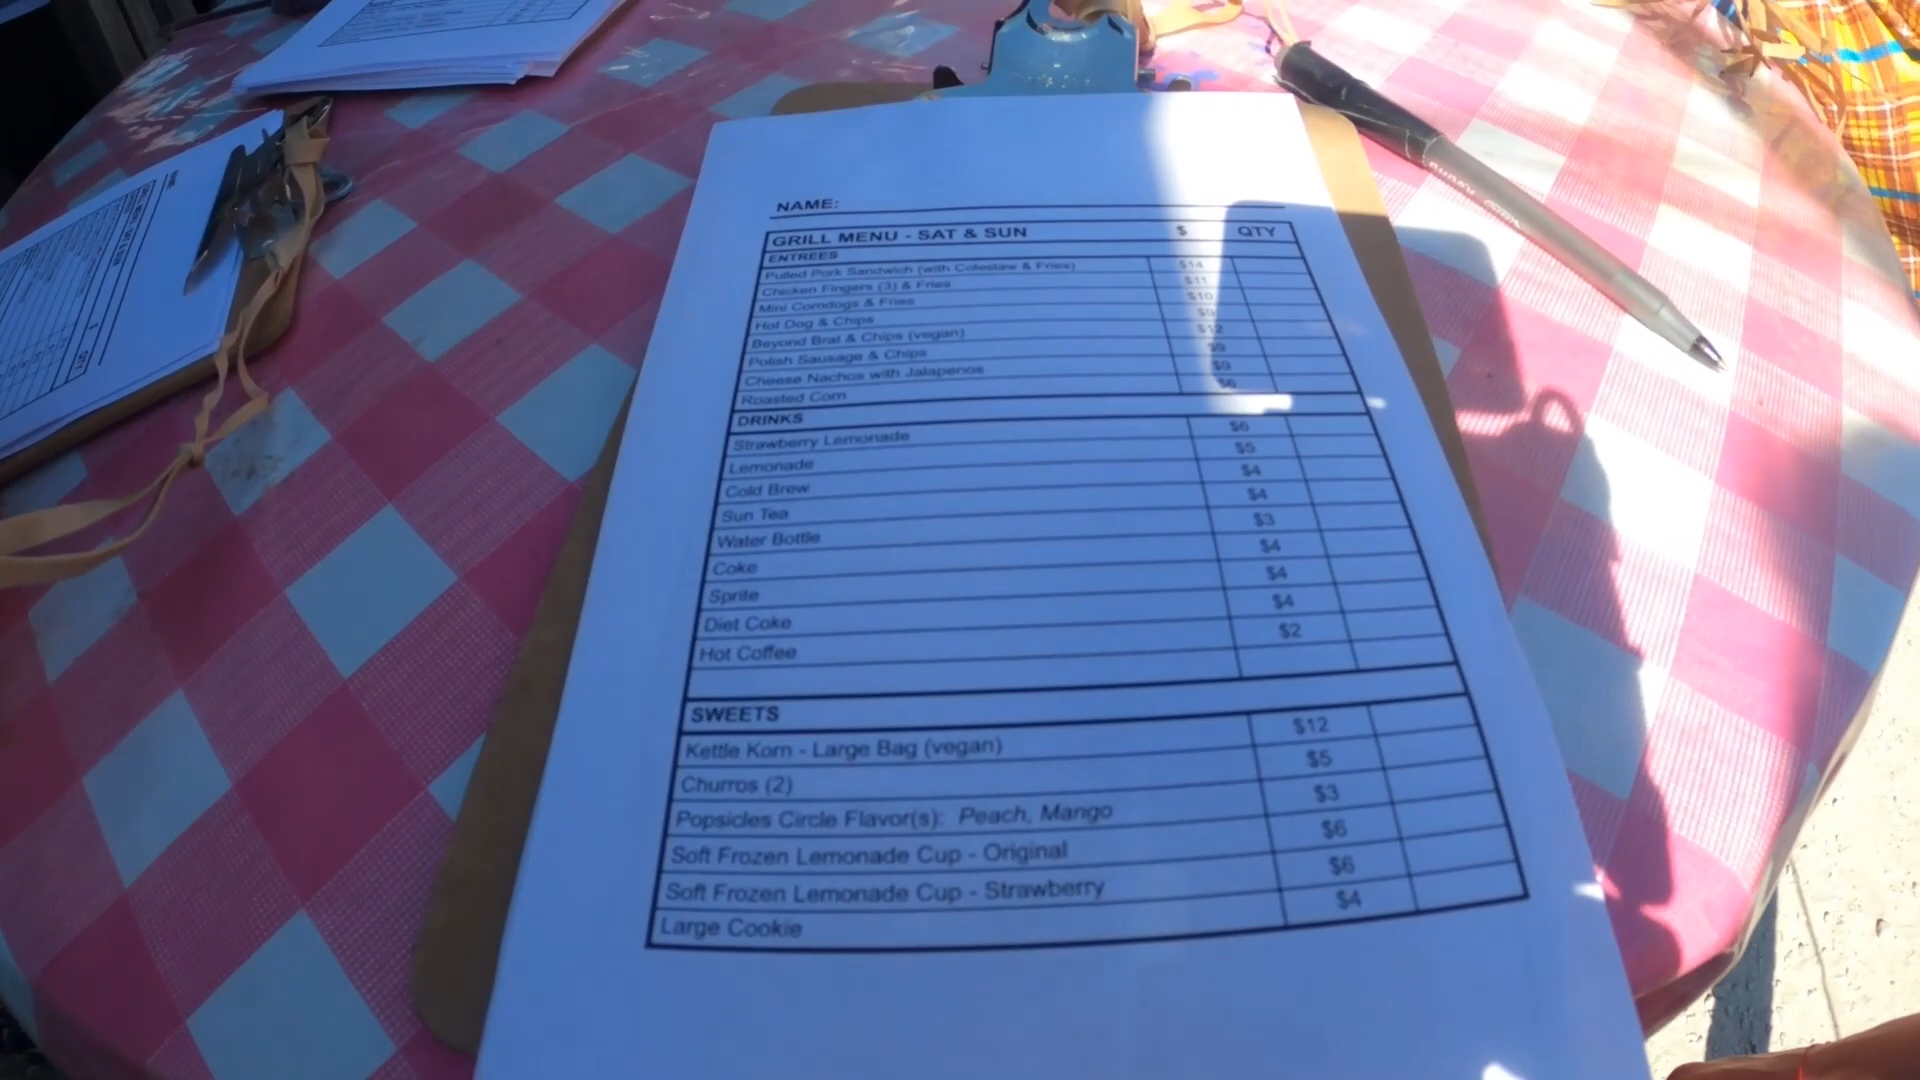 NAME:
GRILL MENU - SAT & SUN $ QTY
ENTREES
Pulled Pork Sandwich (with Coleslaw & Fries) $14
Chicken Fingers (3) & Fries $11
Mini Corndogs & Fries $10
Hot Dog & Chips $9
Beyond Brat & Chips (vegan) $12
Polish Sausage & Chips $9
Cheese Nachos with Jalapenos $9
Roasted Corn $6
DRINKS
Strawberry Lemonade $6
Lemonade $5
Cold Brew $4
Sun Tea $4
Water Bottle $3
Coke $4
Sprite $4
Diet Coke $4
Hot Coffee $2
SWEETS
Kettle Korn - Large Bag (vegan) $12
Churros (2) $5
Popsicles Circle Flavor(s): Peach, Mango $3
Soft Frozen Lemonade Cup - Original $6
Soft Frozen Lemonade Cup - Strawberry $6
Large Cookie $4
NAME:
QTY